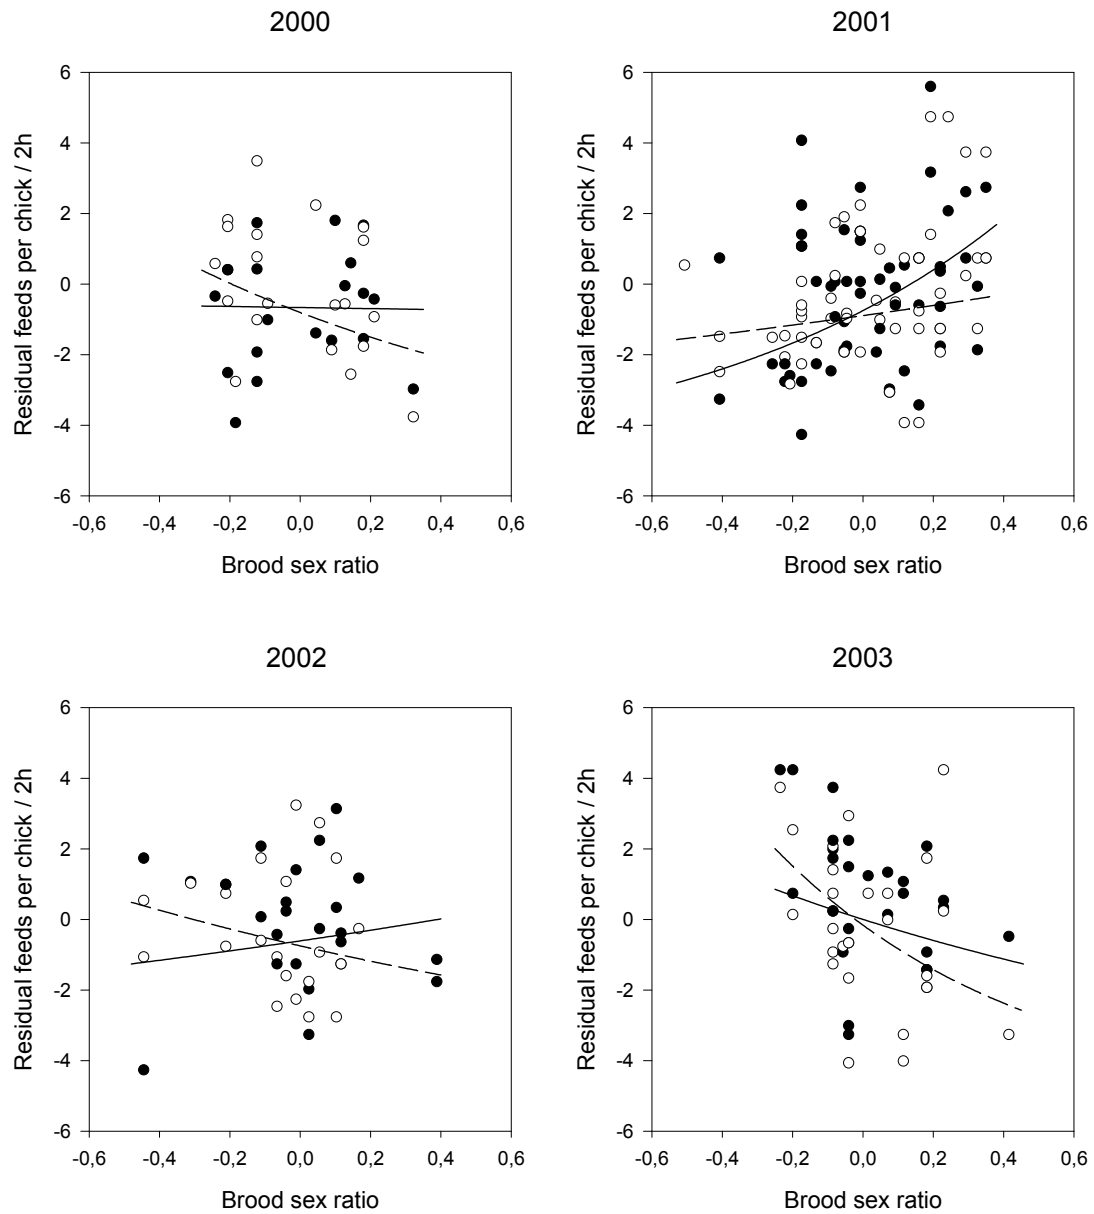 2000
Residual feeds per chick / 2h
6
4
2
0
-2
-4
-6
-0,6 -0,4 -0,2 0,0 0,2 0,4 0,6
Brood sex ratio
2001
Residual feeds per chick / 2h
6
4
2
0
-2
-4
-6
-0,6 -0,4 -0,2 0,0 0,2 0,4 0,6
Brood sex ratio
2002
Residual feeds per chick / 2h
6
4
2
0
-2
-4
-6
-0,6 -0,4 -0,2 0,0 0,2 0,4 0,6
Brood sex ratio
2003
Residual feeds per chick / 2h
6
4
2
0
-2
-4
-6
-0,6 -0,4 -0,2 0,0 0,2 0,4 0,6
Brood sex ratio